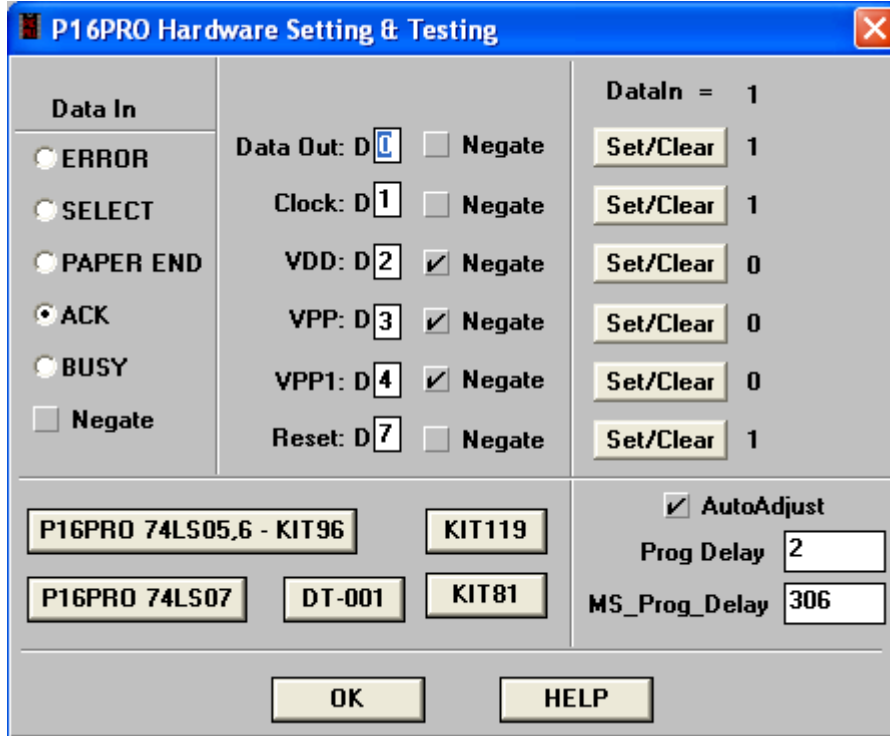 P16PRO Hardware Setting & Testing
Data In
ERROR
SELECT
PAPER END
ACK
BUSY
Negate
Data Out: D 0 Negate
Clock: D 1 Negate
VDD: D 2 Negate
VPP: D 3 Negate
VPP1: D 4 Negate
Reset: D 7 Negate
DataIn = 1
Set/Clear 1
Set/Clear 1
Set/Clear 0
Set/Clear 0
Set/Clear 0
Set/Clear 1
P16PRO 74LS05,6 - KIT96
KIT119
P16PRO 74LS07
DT-001
KIT81
AutoAdjust
Prog Delay 2
MS_Prog_Delay 306
OK
HELP